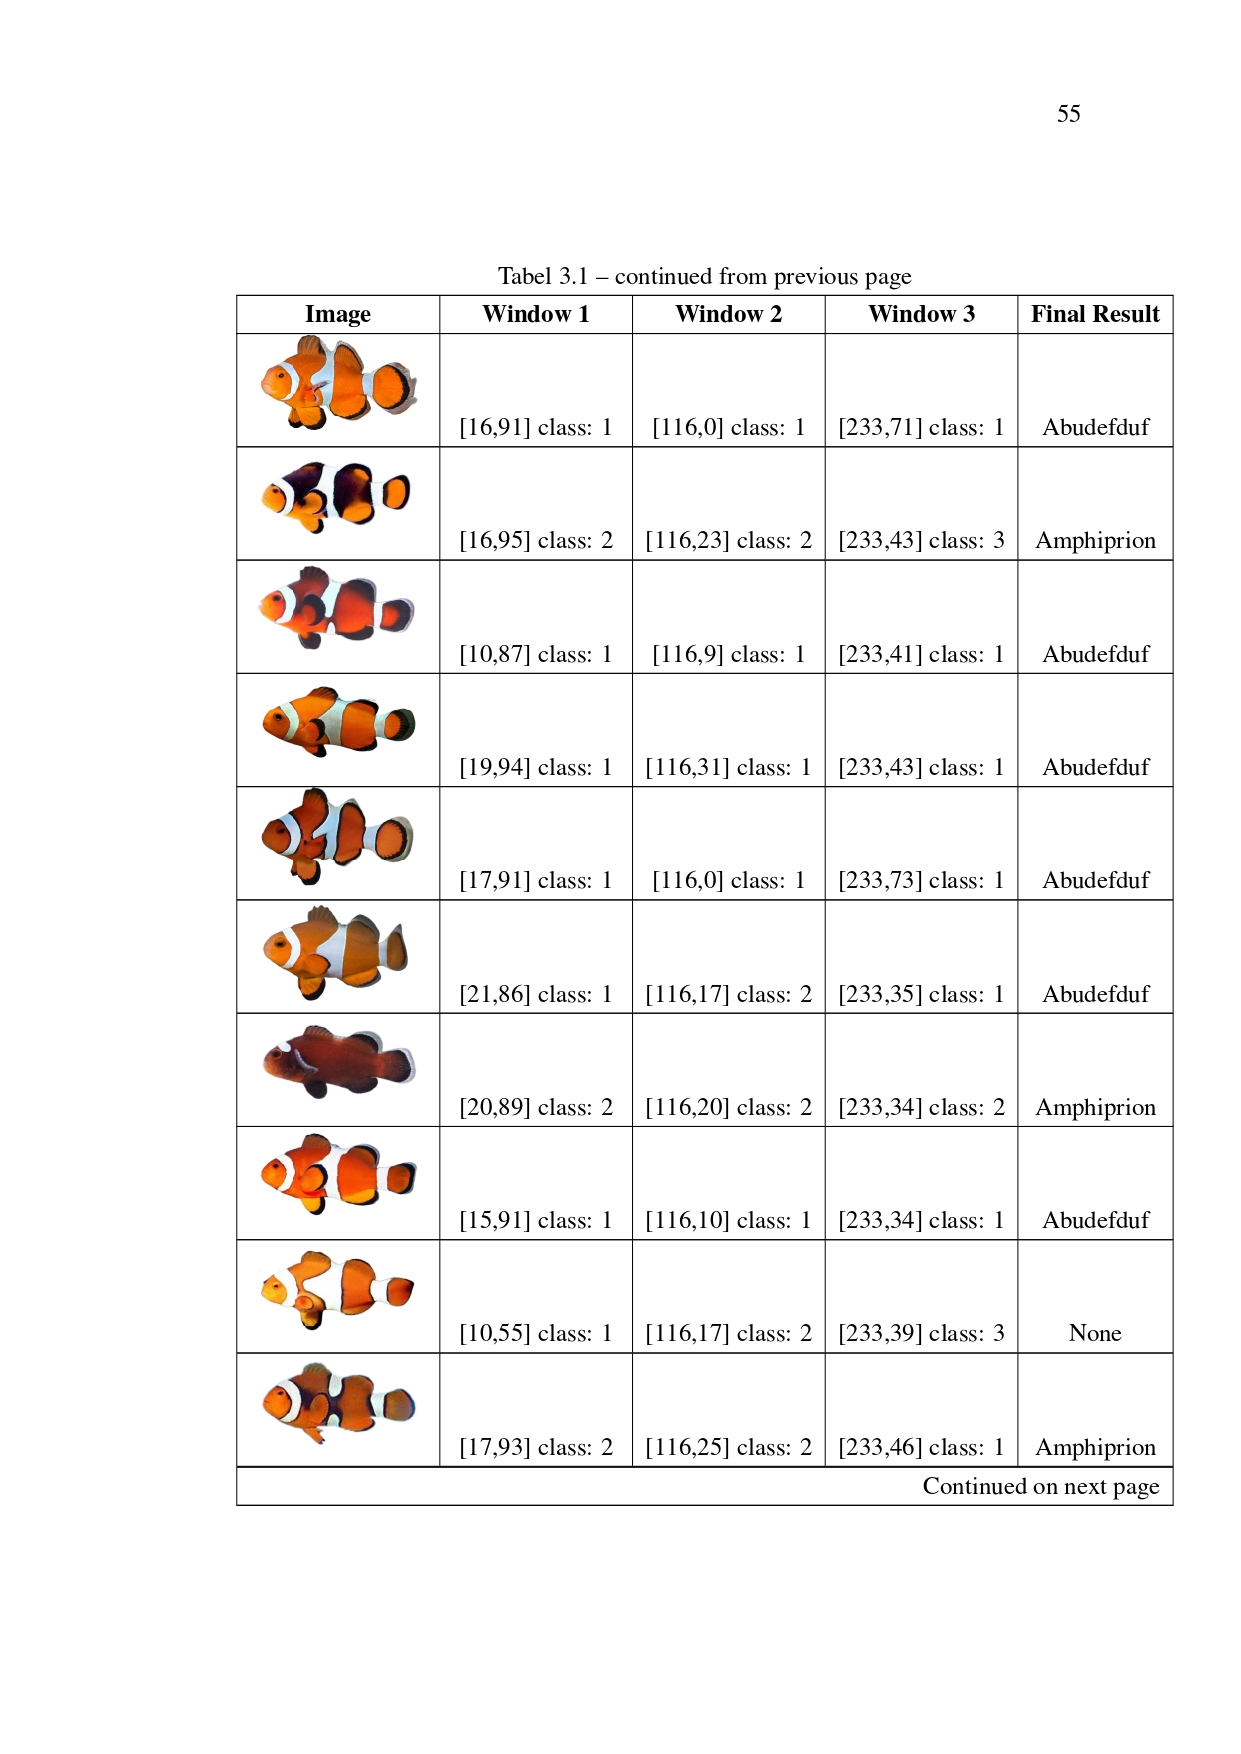 55
Tabel 3.1 – continued from previous page
Image Window 1 Window 2 Window 3 Final Result
[16,91] class: 1 [116,0] class: 1 [233,71] class: 1 Abudefduf
[16,95] class: 2 [116,23] class: 2 [233,43] class: 3 Amphiprion
[10,87] class: 1 [116,9] class: 1 [233,41] class: 1 Abudefduf
[19,94] class: 1 [116,31] class: 1 [233,43] class: 1 Abudefduf
[17,91] class: 1 [116,0] class: 1 [233,73] class: 1 Abudefduf
[21,86] class: 1 [116,17] class: 2 [233,35] class: 1 Abudefduf
[20,89] class: 2 [116,20] class: 2 [233,34] class: 2 Amphiprion
[15,91] class: 1 [116,10] class: 1 [233,34] class: 1 Abudefduf
[10,55] class: 1 [116,17] class: 2 [233,39] class: 3 None
[17,93] class: 2 [116,25] class: 2 [233,46] class: 1 Amphiprion
Continued on next page